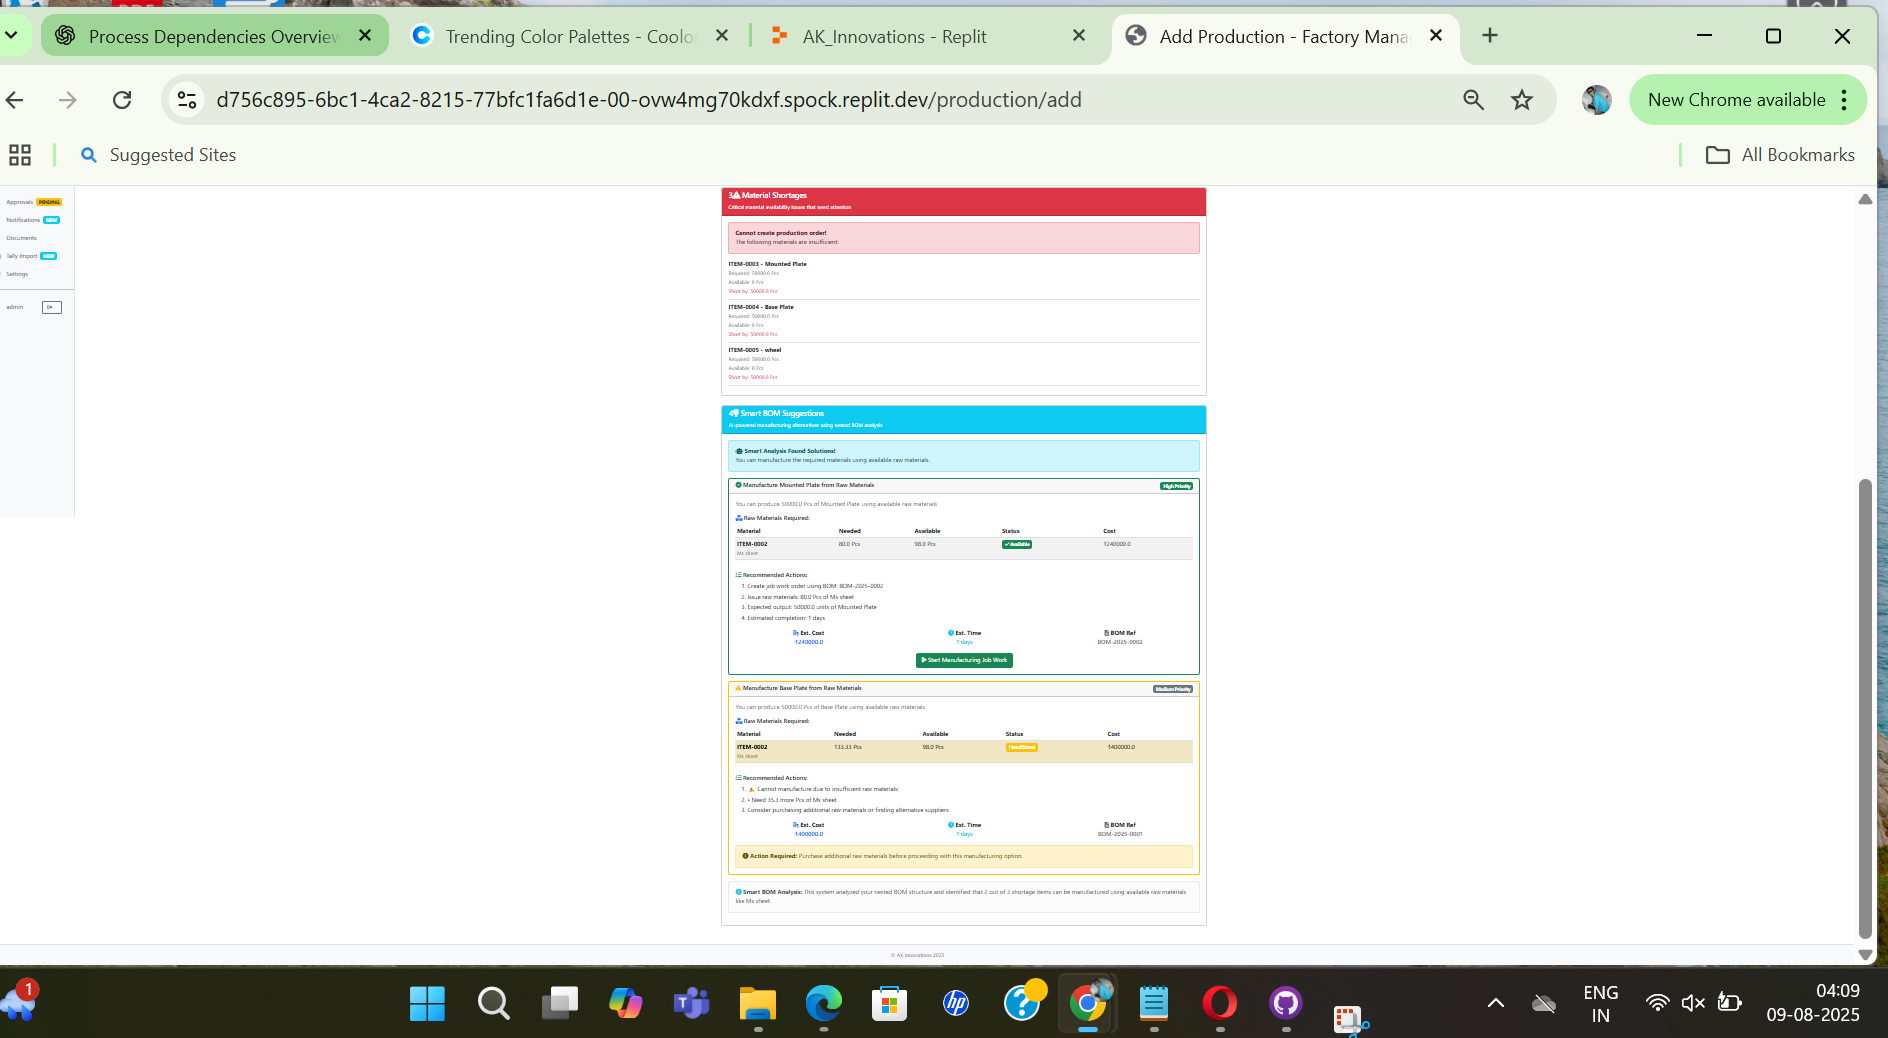 Process Dependencies Overview
Trending Color Palettes - Coolo
AK_Innovations - Replit
Add Production - Factory Mana
d756c895-6bc1-4ca2-8215-77bfc1fa6d1e-00-ovw4mg70kdxf.spock.replit.dev/production/add
New Chrome available
Suggested Sites
All Bookmarks
Approvals PENDING
Notifications NEW
Documents
Tally Import NEW
Settings
admin
3 Material Shortages
Critical material availability issues that need attention
Cannot create production order!
The following materials are insufficient:
ITEM-0003 - Mounted Plate
Required: 50000.0 Pcs
Available: 0 Pcs
Short by: 50000.0 Pcs
ITEM-0004 - Base Plate
Required: 50000.0 Pcs
Available: 0 Pcs
Short by: 50000.0 Pcs
ITEM-0005 - wheel
Required: 50000.0 Pcs
Available: 0 Pcs
Short by: 50000.0 Pcs
4 Smart BOM Suggestions
AI-powered manufacturing alternatives using nested BOM analysis
Smart Analysis Found Solutions!
You can manufacture the required materials using available raw materials.
Manufacture Mounted Plate from Raw Materials High Priority
You can produce 50000.0 Pcs of Mounted Plate using available raw materials
Raw Materials Required:
Material Needed Available Status Cost
ITEM-0002 80.0 Pcs 98.0 Pcs Available ₹240000.0
Ms sheet
Recommended Actions:
1. Create job work order using BOM: BOM-2025-0002
2. Issue raw materials: 80.0 Pcs of Ms sheet
3. Expected output: 50000.0 units of Mounted Plate
4. Estimated completion: 1 days
Est. Cost Est. Time BOM Ref
₹240000.0 1 days BOM-2025-0002
Start Manufacturing Job Work
Manufacture Base Plate from Raw Materials Medium Priority
You can produce 50000.0 Pcs of Base Plate using available raw materials
Raw Materials Required:
Material Needed Available Status Cost
ITEM-0002 133.33 Pcs 98.0 Pcs ! Insufficient ₹400000.0
Ms sheet
Recommended Actions:
1. ⚠ Cannot manufacture due to insufficient raw materials:
2. • Need 35.3 more Pcs of Ms sheet
3. Consider purchasing additional raw materials or finding alternative suppliers
Est. Cost Est. Time BOM Ref
₹400000.0 1 days BOM-2025-0001
Action Required: Purchase additional raw materials before proceeding with this manufacturing option.
Smart BOM Analysis: This system analyzed your nested BOM structure and identified that 2 out of 3 shortage items can be manufactured using available raw materials
like Ms sheet.
© AK Innovations 2025
1
ENG
IN
04:09
09-08-2025